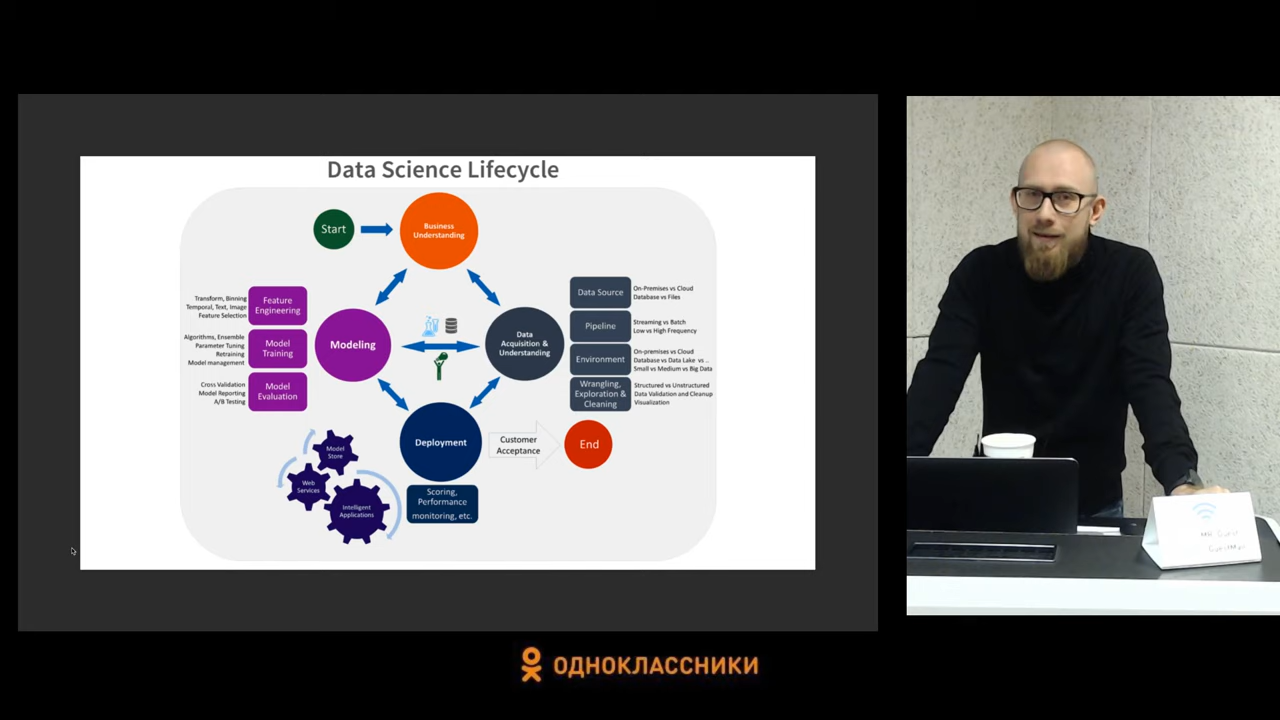 Data Science Lifecycle
Start
Business
Understanding
Transform, Binning
Temporal, Text, Image
Feature Selection
Feature
Engineering
Algorithms, Ensemble
Parameter Tuning
Retraining
Model management
Model
Training
Cross Validation
Model Reporting
A/B Testing
Model
Evaluation
Modeling
Data
Acquisition &
Understanding
Data Source
On-Premises vs Cloud
Database vs Files
Pipeline
Streaming vs Batch
Low vs High Frequency
Environment
On-premises vs Cloud
Database vs Data Lake vs ..
Small vs Medium vs Big Data
Wrangling,
Exploration &
Cleaning
Structured vs Unstructured
Data Validation and Cleanup
Visualization
Deployment
Customer
Acceptance
End
Model
Store
Web
Services
Intelligent
Applications
Scoring,
Performance
monitoring, etc.
ОДНОКЛАССНИКИ